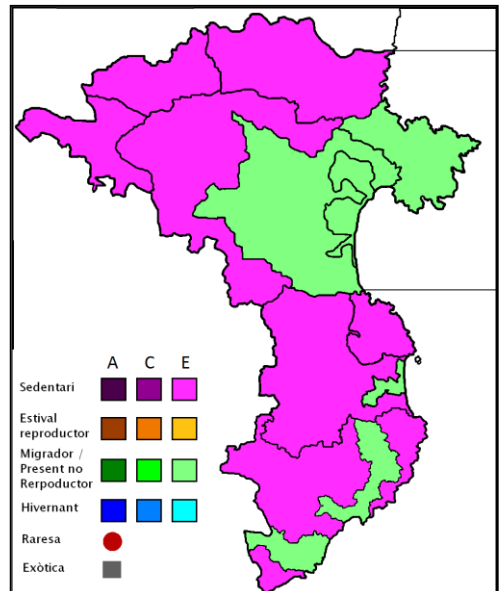 A C E
Sedentari
Estival
reproductor
Migrador /
Present no
Rerpoductor
Hivernant
Raresa
Exòtica